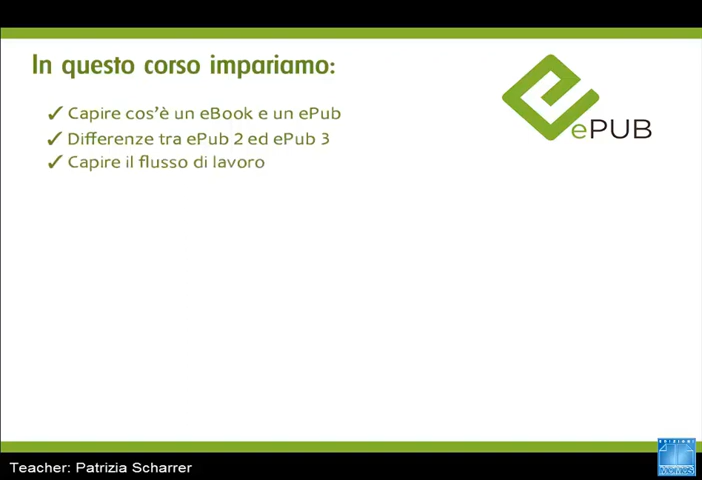 In questo corso impariamo:
✓ Capire cos'è un eBook e un ePub
✓ Differenze tra ePub 2 ed ePub 3
✓ Capire il flusso di lavoro
ePUB
Teacher: Patrizia Scharrer
EDIZIONI